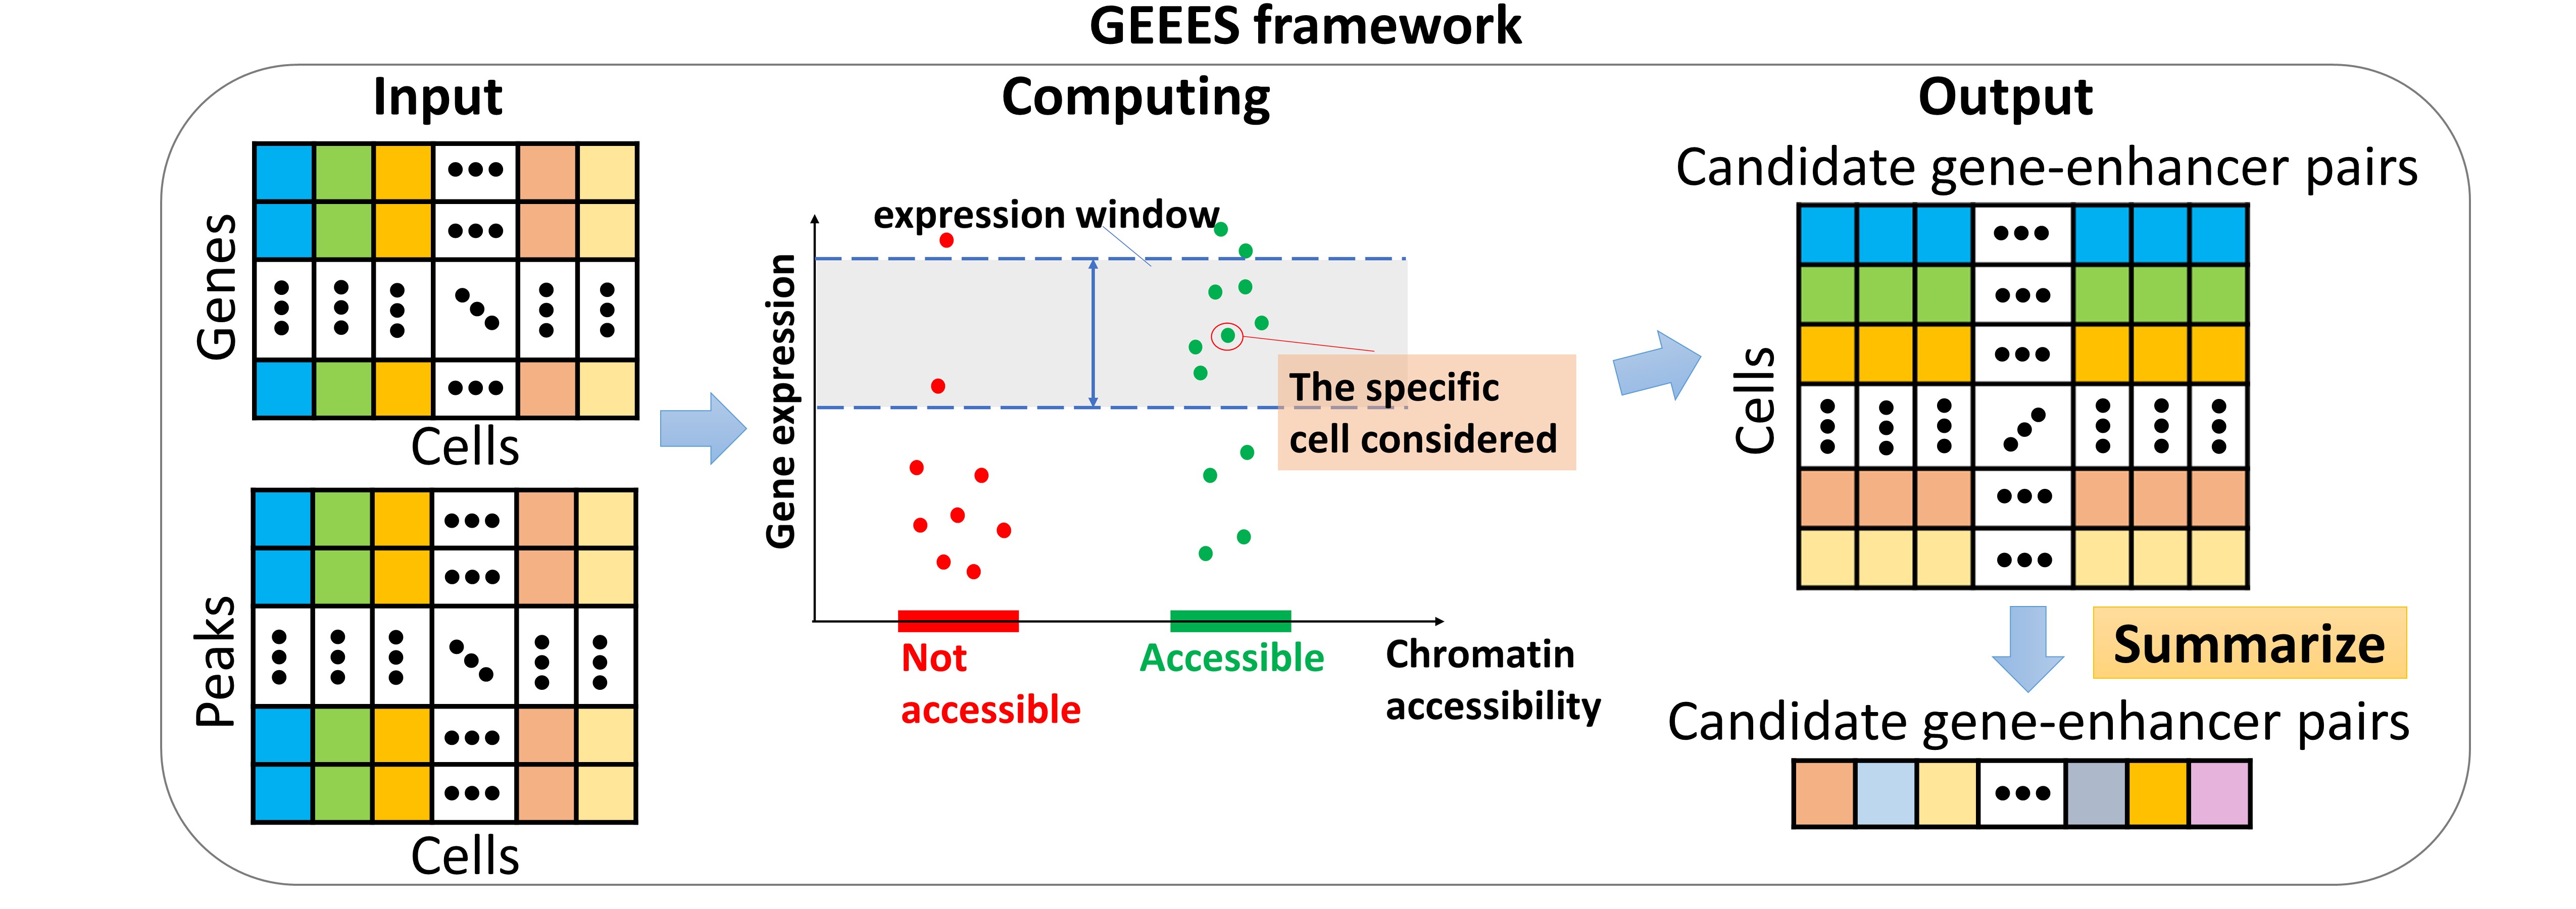 GEEES framework
Input
Genes
Cells
Peaks
Cells
Computing
expression window
Gene expression
The specific
cell considered
Not
accessible
Accessible
Chromatin
accessibility
Output
Candidate gene-enhancer pairs
Cells
Summarize
Candidate gene-enhancer pairs